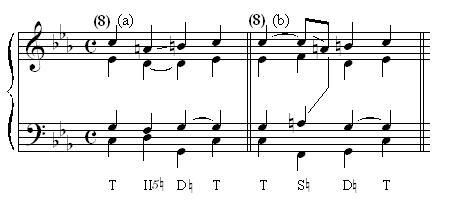 (8) (a) (8) (b)
T II5♮ D♮ T T S♮ D♮ T